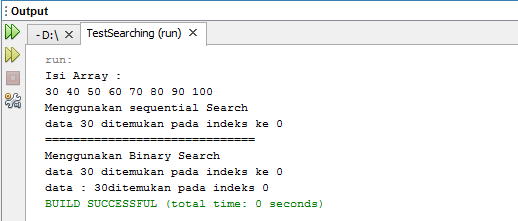 Output
-D:\ × TestSearching (run) ×
run:
Isi Array :
30 40 50 60 70 80 90 100
Menggunakan sequential Search
data 30 ditemukan pada indeks ke 0
==============================
Menggunakan Binary Search
data 30 ditemukan pada indeks ke 0
data : 30ditemukan pada indeks 0
BUILD SUCCESSFUL (total time: 0 seconds)